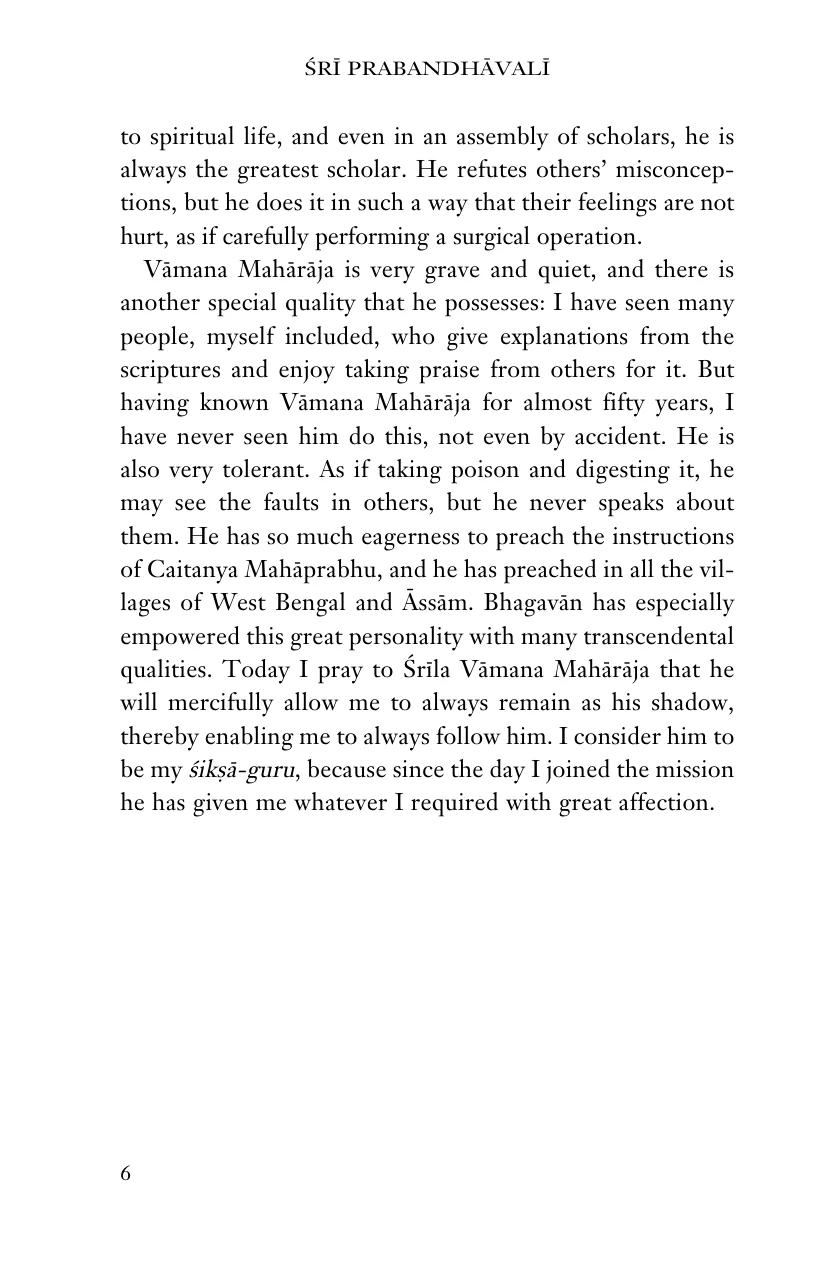 ŚRĪ PRABANDHĀVALĪ
to spiritual life, and even in an assembly of scholars, he is
always the greatest scholar. He refutes others’ misconcep-
tions, but he does it in such a way that their feelings are not
hurt, as if carefully performing a surgical operation.
Vāmana Mahārāja is very grave and quiet, and there is
another special quality that he possesses: I have seen many
people, myself included, who give explanations from the
scriptures and enjoy taking praise from others for it. But
having known Vāmana Mahārāja for almost fifty years, I
have never seen him do this, not even by accident. He is
also very tolerant. As if taking poison and digesting it, he
may see the faults in others, but he never speaks about
them. He has so much eagerness to preach the instructions
of Caitanya Mahāprabhu, and he has preached in all the vil-
lages of West Bengal and Āssām. Bhagavān has especially
empowered this great personality with many transcendental
qualities. Today I pray to Śrīla Vāmana Mahārāja that he
will mercifully allow me to always remain as his shadow,
thereby enabling me to always follow him. I consider him to
be my śikṣā-guru, because since the day I joined the mission
he has given me whatever I required with great affection.
6